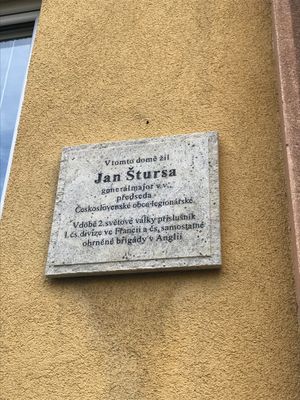 V tomto domě žil
Jan Štursa
generálmajor v.v.
předseda
Československé obce legionářské.
V době 2. světové války příslušník
1. čs. divize ve Francii a čs. samostatné
obrněné brigády v Anglii